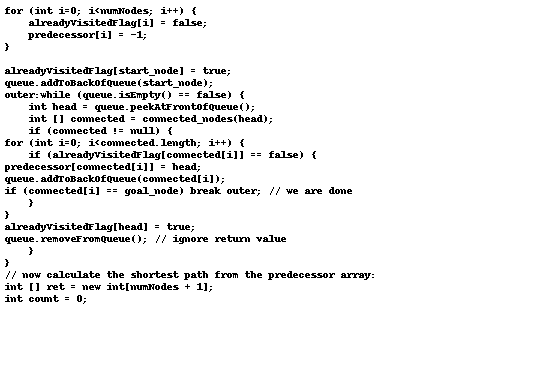 for (int i=0; i<numNodes; i++) {
    alreadyVisitedFlag[i] = false;
    predecessor[i] = -1;
}

alreadyVisitedFlag[start_node] = true;
queue.addToBackOfQueue(start_node);
outer:while (queue.isEmpty() == false) {
    int head = queue.peekAtFrontOfQueue();
    int [] connected = connected_nodes(head);
    if (connected != null) {
for (int i=0; i<connected.length; i++) {
    if (alreadyVisitedFlag[connected[i]] == false) {
predecessor[connected[i]] = head;
queue.addToBackOfQueue(connected[i]);
if (connected[i] == goal_node) break outer; // we are done
    }
}
alreadyVisitedFlag[head] = true;
queue.removeFromQueue(); // ignore return value
    }
}
// now calculate the shortest path from the predecessor array:
int [] ret = new int[numNodes + 1];
int count = 0;